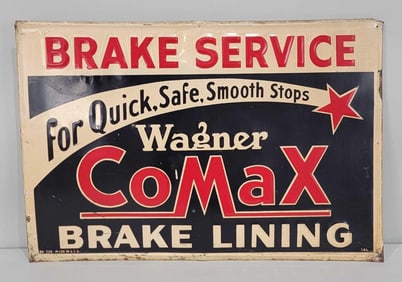 BRAKE SERVICE
for Quick, Safe, Smooth Stops
Wagner
CoMaX
BRAKE LINING